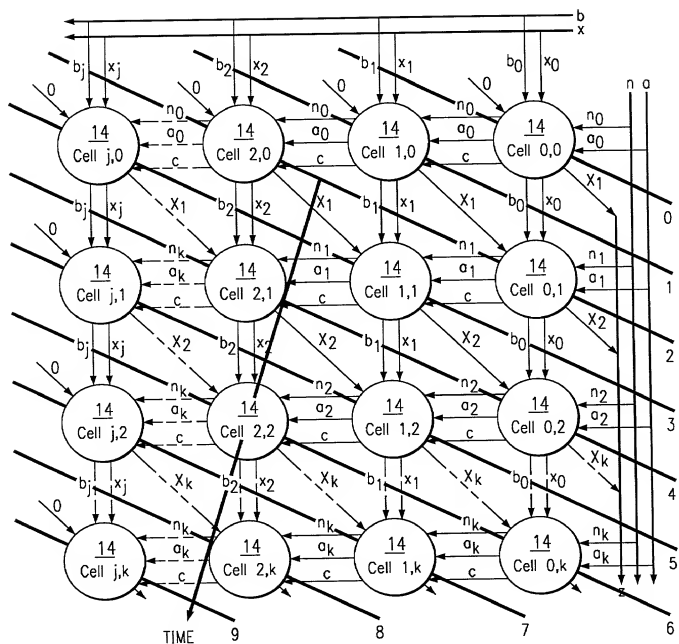 b
x
b_j x_j b_2 x_2 b_1 x_1 b_0 x_0 n a
0 0 0 0
14 n_0 14 n_0 14 n_0 14 n_0
Cell j,0 a_0 Cell 2,0 a_0 Cell 1,0 a_0 Cell 0,0 a_0
c c c
b_j x_j X_1 b_2 x_2 X_1 b_1 x_1 X_1 b_0 x_0 X_1 0
0
14 n_k 14 n_1 14 n_1 14 n_1
Cell j,1 a_k Cell 2,1 a_1 Cell 1,1 a_1 Cell 0,1 a_1 1
c c c
b_j x_j X_2 b_2 x_2 X_2 b_1 x_1 X_2 b_0 x_0 X_2 2
0
14 n_k 14 n_2 14 n_2 14 n_2 3
Cell j,2 a_k Cell 2,2 a_2 Cell 1,2 a_2 Cell 0,2 a_2
c c c
b_j x_j X_k b_2 x_2 X_k b_1 x_1 X_k b_0 x_0 X_k 4
0
14 n_k 14 n_k 14 n_k 14 n_k 5
Cell j,k a_k Cell 2,k a_k Cell 1,k a_k Cell 0,k a_k
c c c z
TIME 9 8 7 6